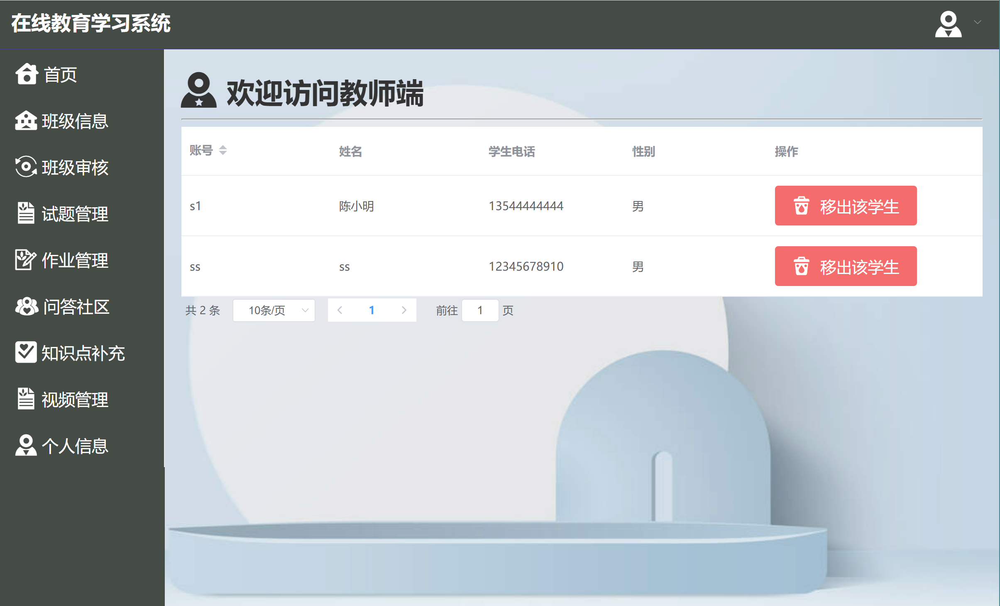 在线教育学习系统
首页
班级信息
班级审核
试题管理
作业管理
问答社区
知识点补充
视频管理
个人信息
欢迎访问教师端
账号 姓名 学生电话 性别 操作
s1 陈小明 13544444444 男 移出该学生
ss ss 12345678910 男 移出该学生
共 2 条 10条/页 1 前往 1 页